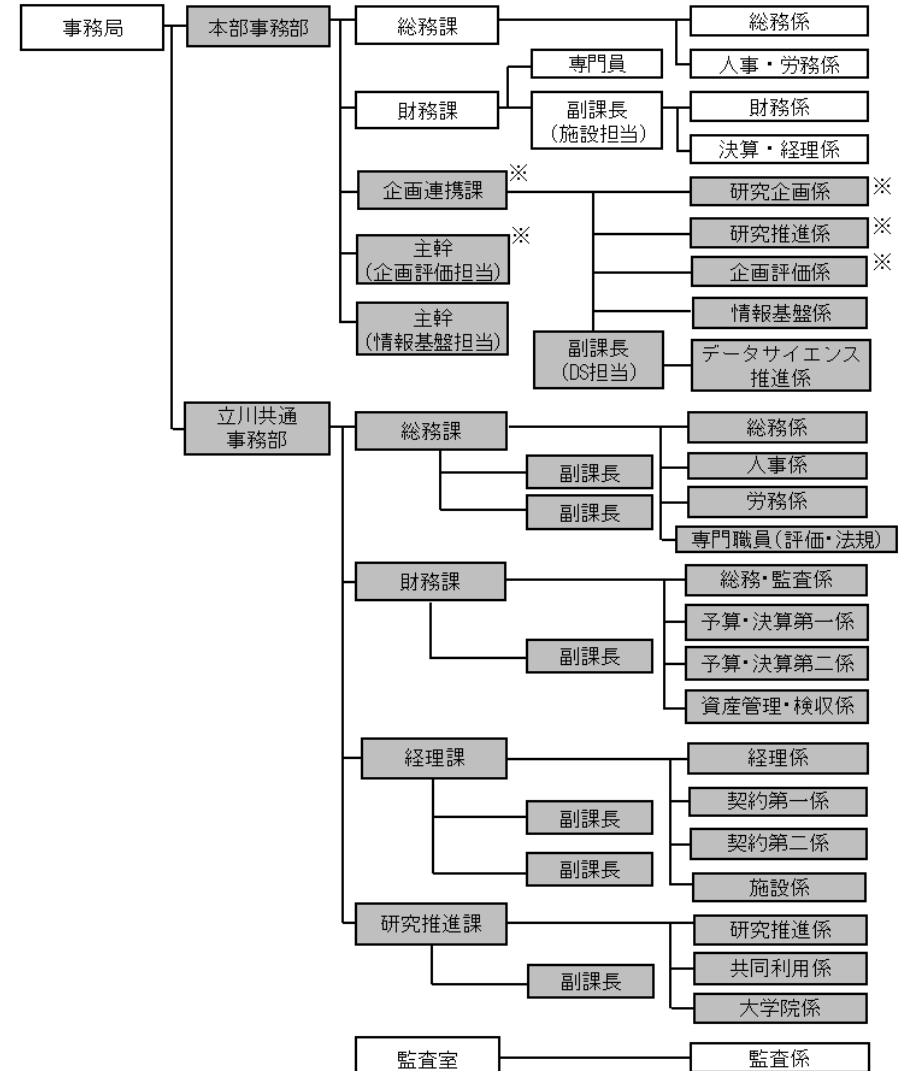 事務局
本部事務部
総務課
総務係
人事・労務係
専門員
財務課
副課長
(施設担当)
財務係
決算・経理係
企画連携課
※
研究企画係
※
研究推進係
※
主幹
(企画評価担当)
※
企画評価係
※
主幹
(情報基盤担当)
情報基盤係
副課長
(DS担当)
データサイエンス
推進係
立川共通
事務部
総務課
総務係
副課長
人事係
副課長
労務係
専門職員(評価・法規)
財務課
総務・監査係
予算・決算第一係
副課長
予算・決算第二係
資産管理・検収係
経理課
経理係
副課長
契約第一係
契約第二係
副課長
施設係
研究推進課
研究推進係
副課長
共同利用係
大学院係
監査室
監査係